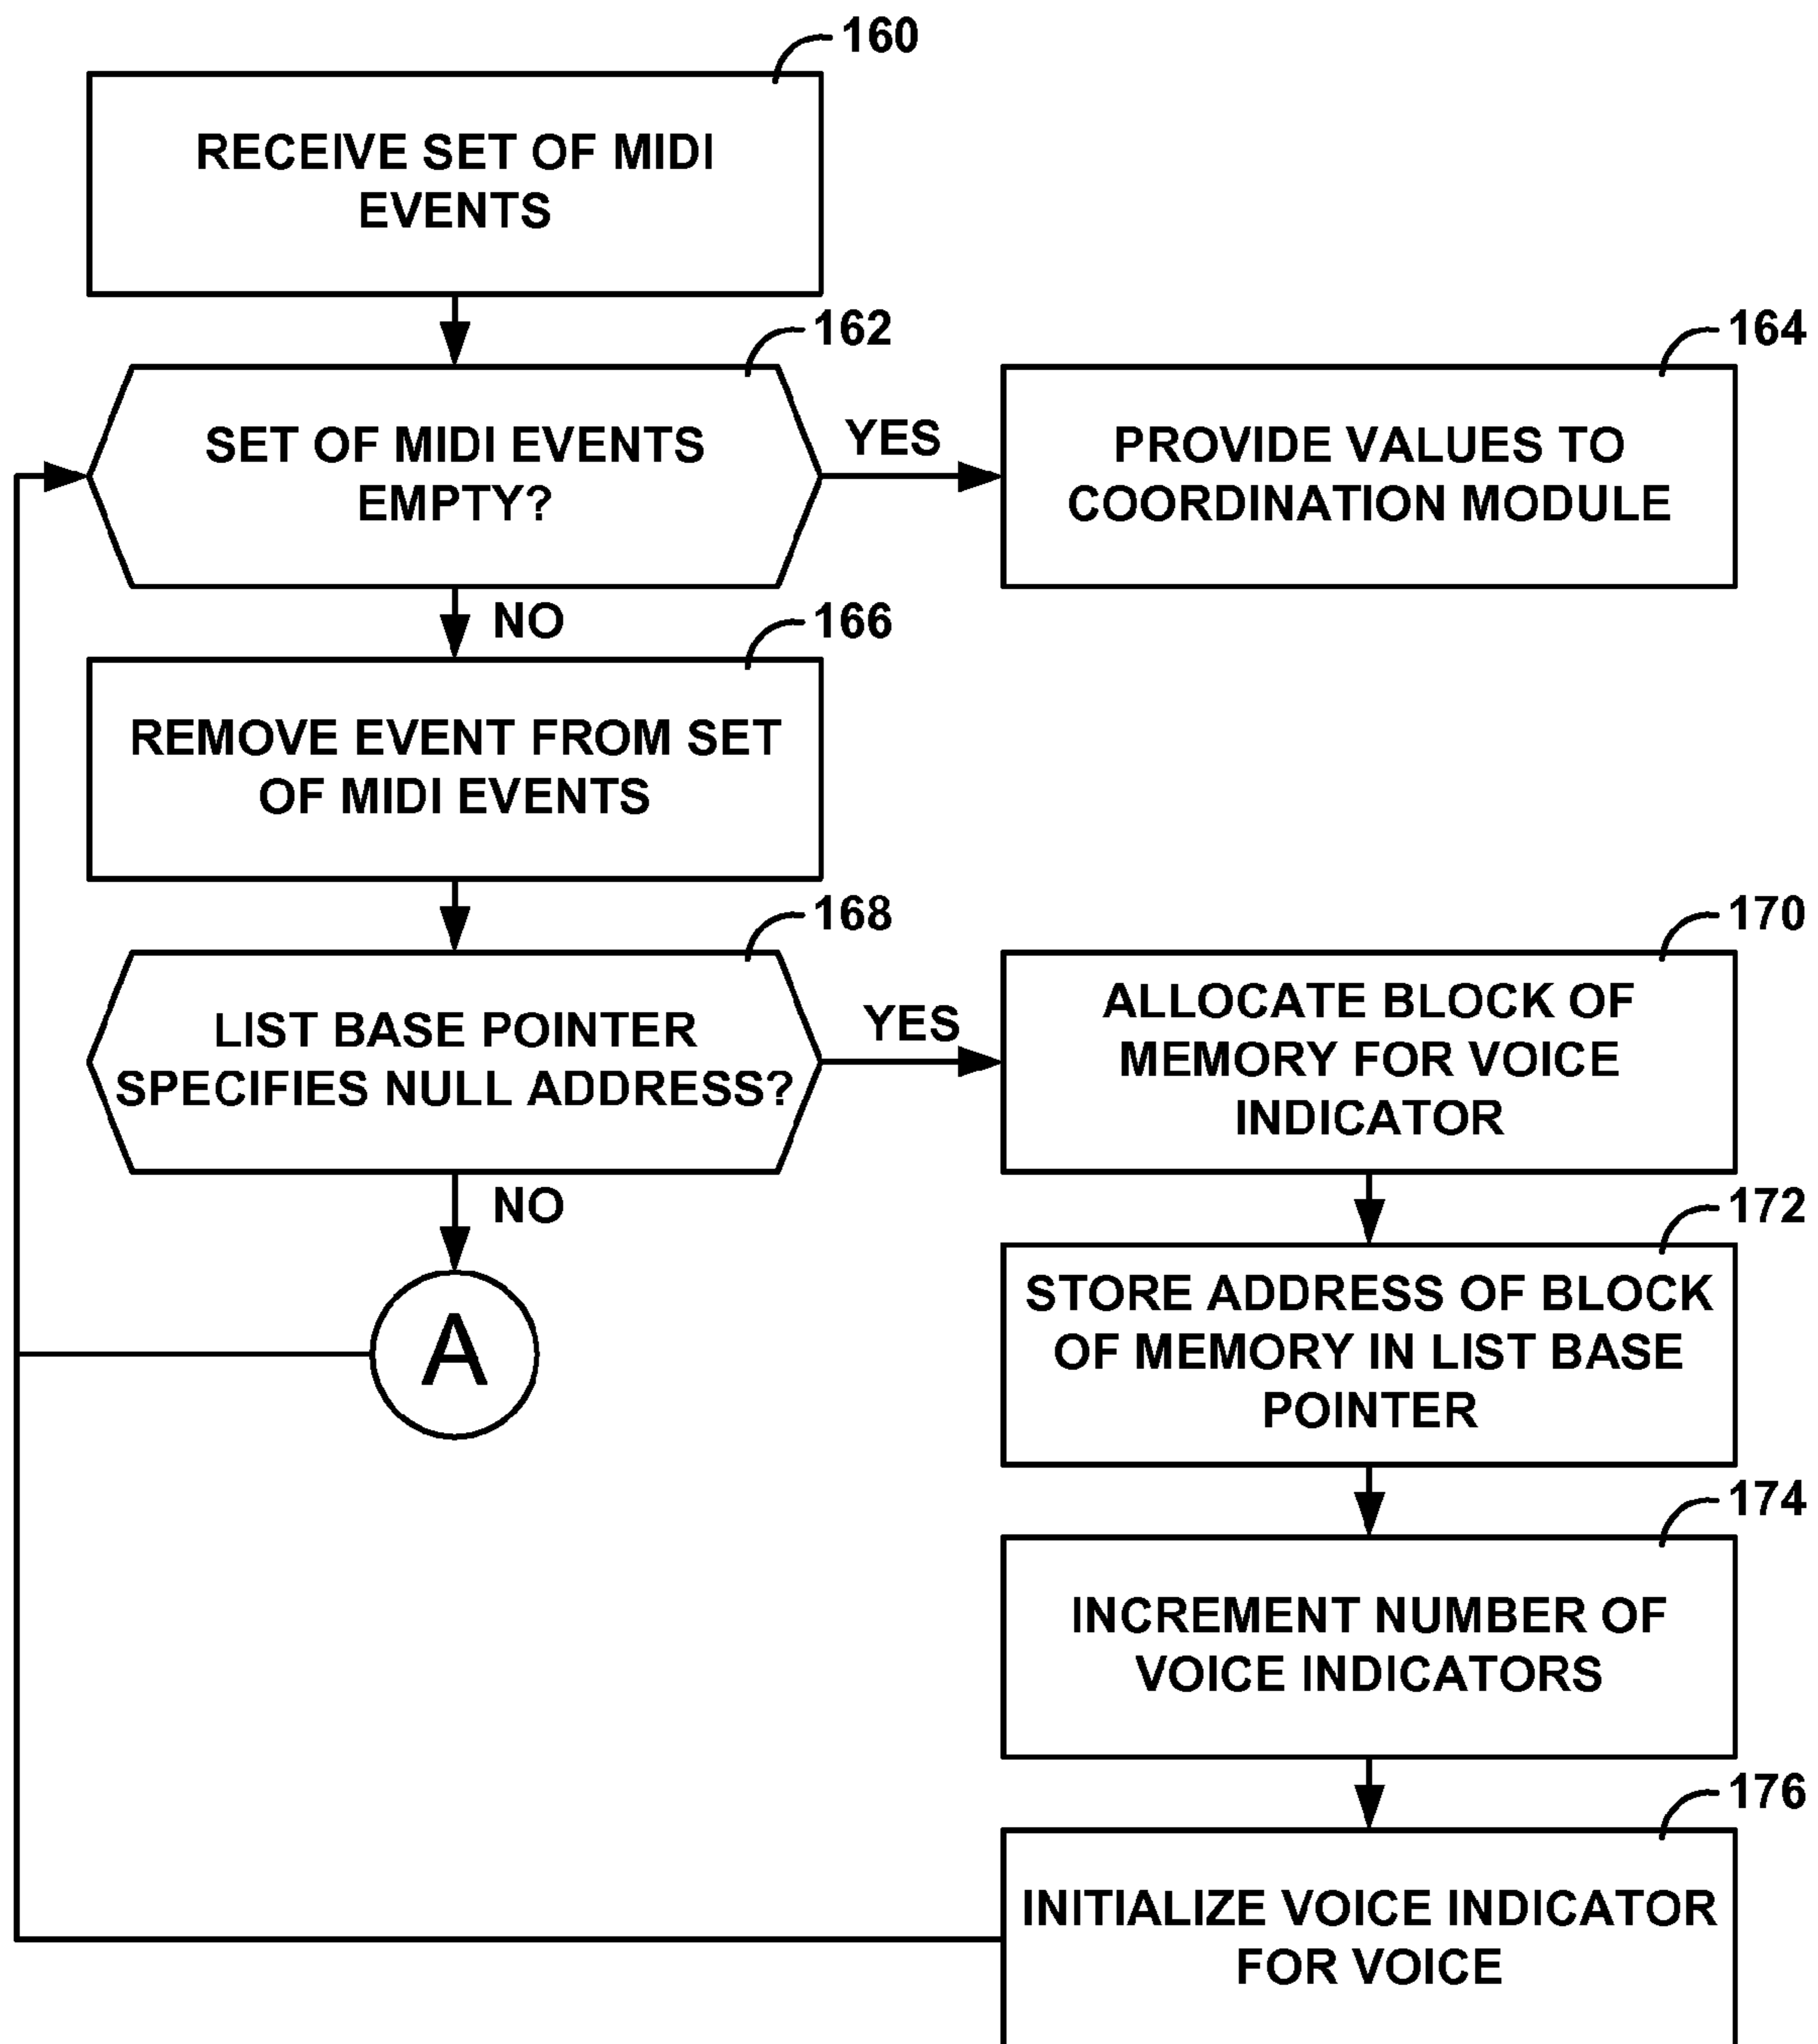 160
RECEIVE SET OF MIDI
EVENTS
162
SET OF MIDI EVENTS
EMPTY?
YES
164
PROVIDE VALUES TO
COORDINATION MODULE
NO
166
REMOVE EVENT FROM SET
OF MIDI EVENTS
168
LIST BASE POINTER
SPECIFIES NULL ADDRESS?
YES
170
ALLOCATE BLOCK OF
MEMORY FOR VOICE
INDICATOR
NO
A
172
STORE ADDRESS OF BLOCK
OF MEMORY IN LIST BASE
POINTER
174
INCREMENT NUMBER OF
VOICE INDICATORS
176
INITIALIZE VOICE INDICATOR
FOR VOICE